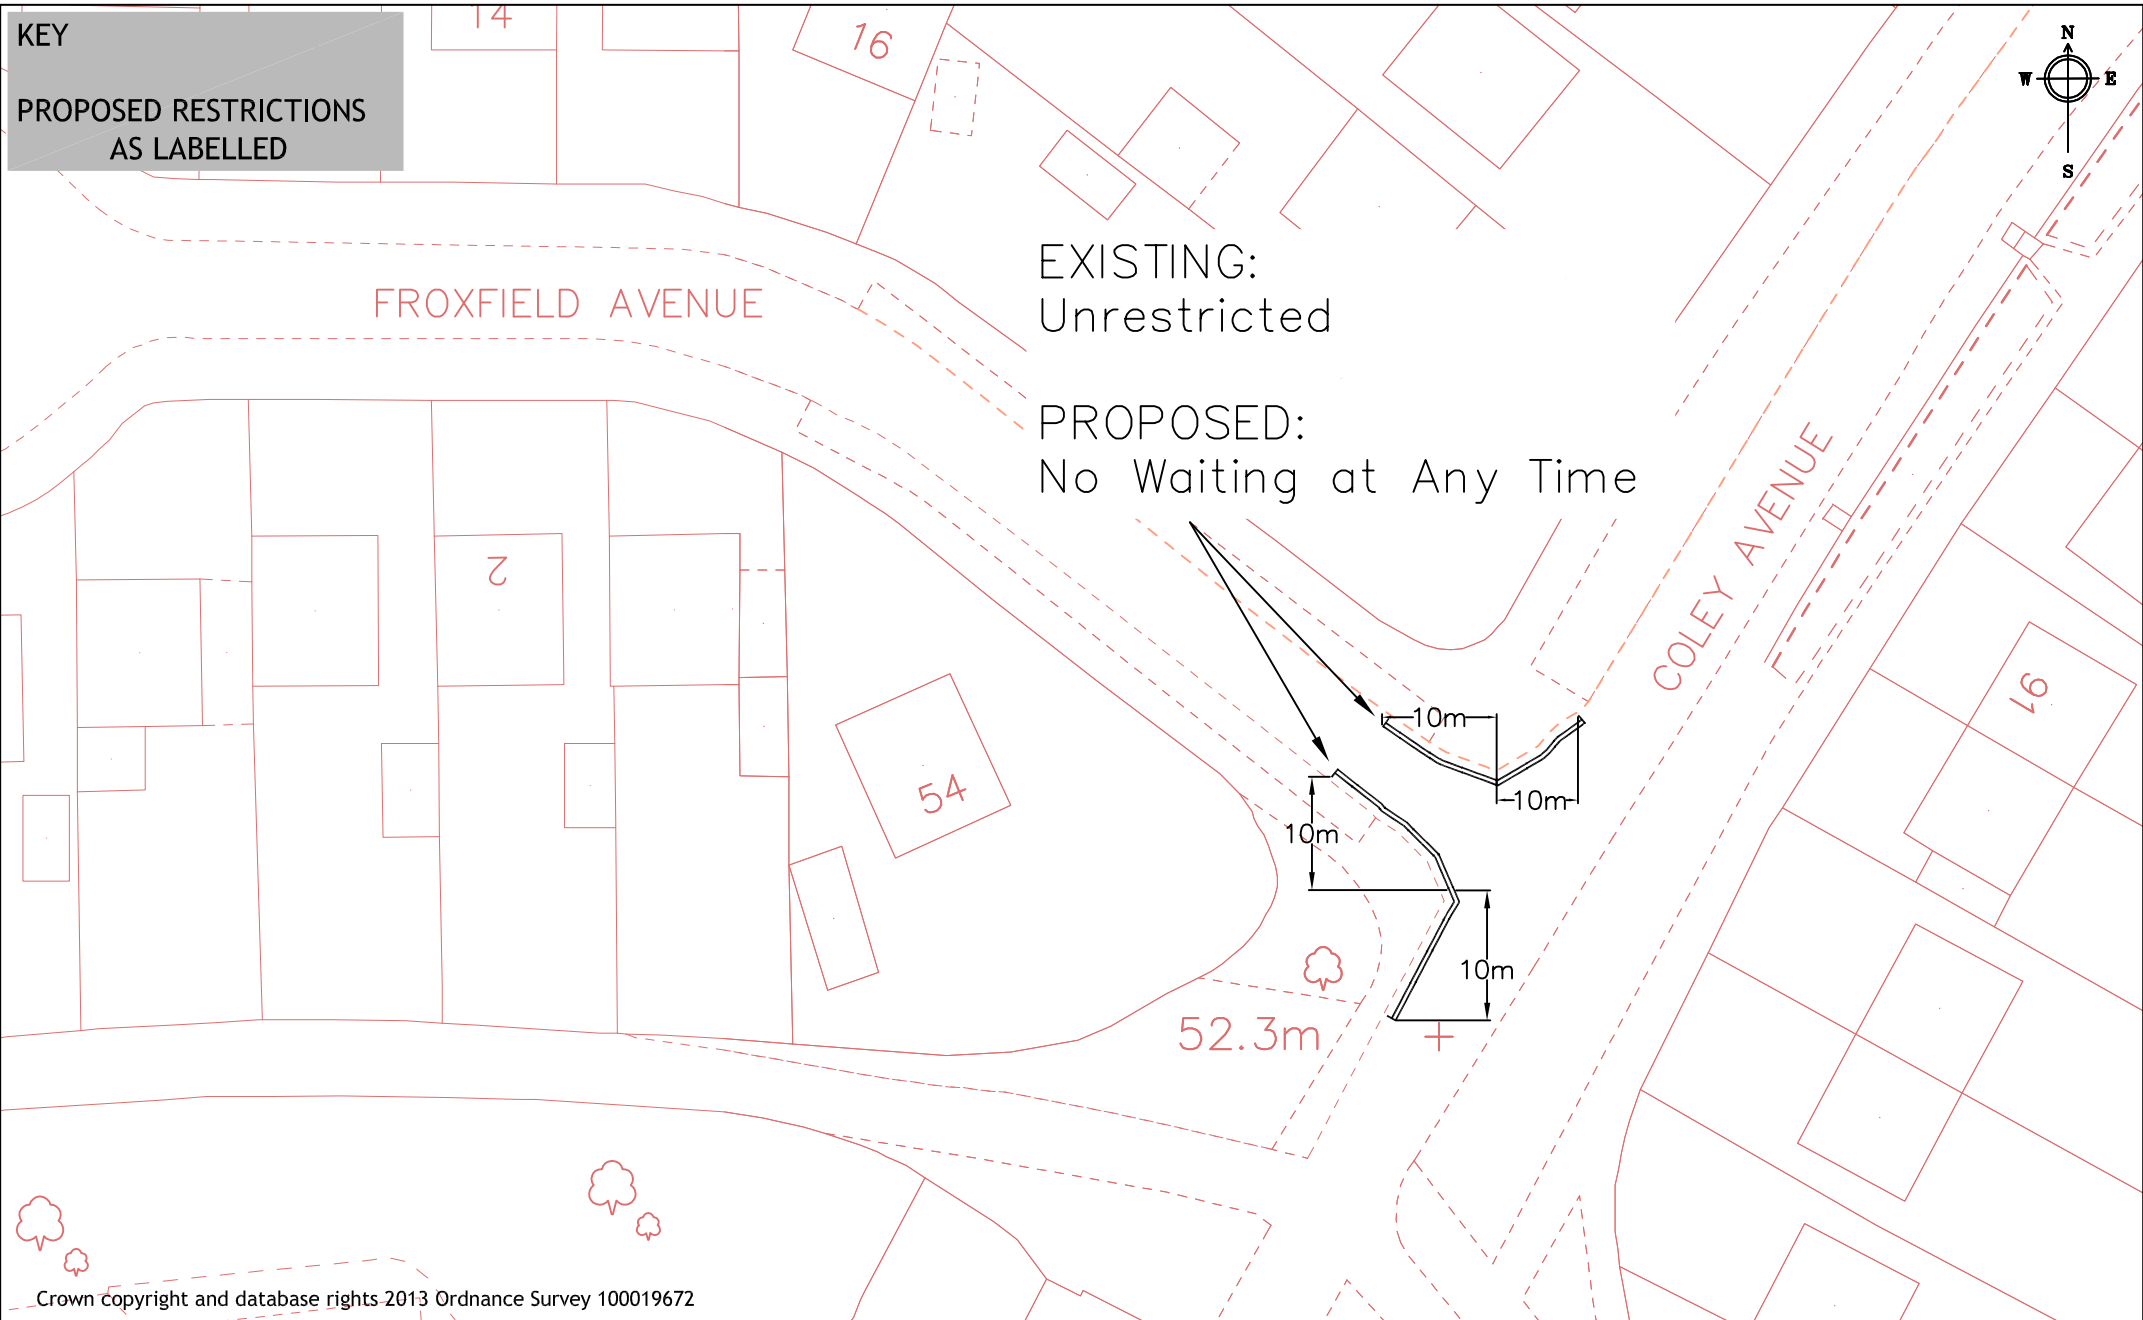 KEY
PROPOSED RESTRICTIONS
AS LABELLED
14
16
N
W E
S
EXISTING:
Unrestricted
FROXFIELD AVENUE
PROPOSED:
No Waiting at Any Time
COLEY AVENUE
2
91
10m
10m
54
10m
10m
52.3m
Crown copyright and database rights 2013 Ordnance Survey 100019672